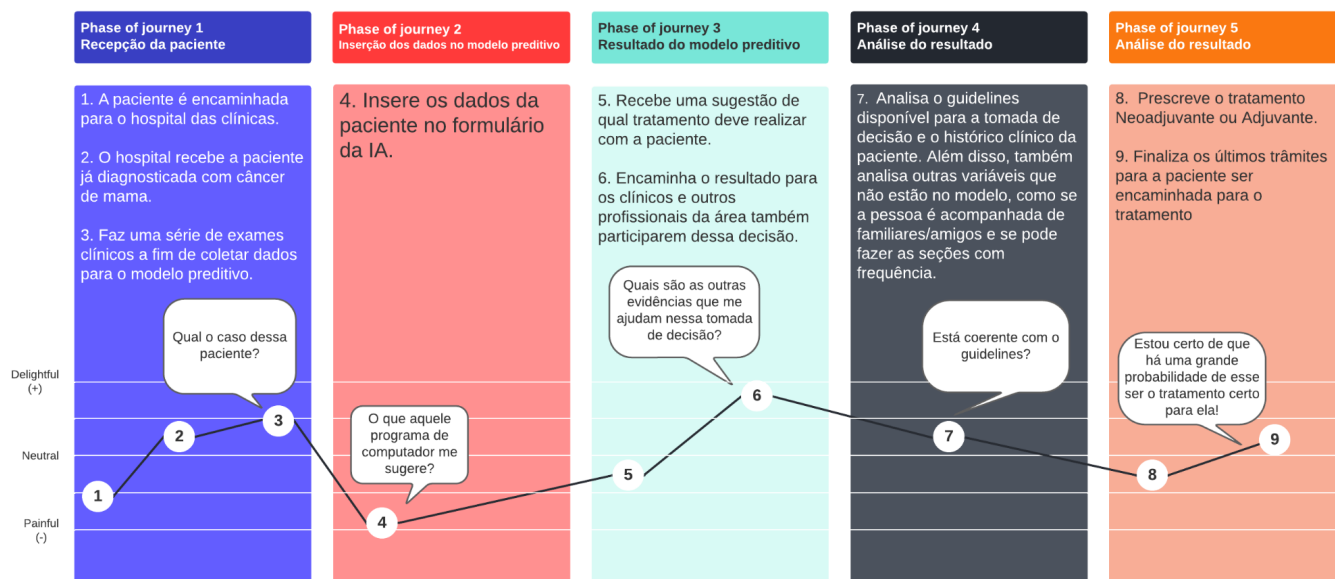 Phase of journey 1
Recepção da paciente
Phase of journey 2
Inserção dos dados no modelo preditivo
Phase of journey 3
Resultado do modelo preditivo
Phase of journey 4
Análise do resultado
Phase of journey 5
Análise do resultado
1. A paciente é encaminhada
para o hospital das clínicas.
2. O hospital recebe a paciente
já diagnosticada com câncer
de mama.
3. Faz uma série de exames
clínicos a fim de coletar dados
para o modelo preditivo.
4. Insere os dados da
paciente no formulário
da IA.
5. Recebe uma sugestão de
qual tratamento deve realizar
com a paciente.
6. Encaminha o resultado para
os clínicos e outros
profissionais da área também
participarem dessa decisão.
7. Analisa o guidelines
disponível para a tomada de
decisão e o histórico clínico da
paciente. Além disso, também
analisa outras variáveis que
não estão no modelo, como se
a pessoa é acompanhada de
familiares/amigos e se pode
fazer as seções com
frequência.
8. Prescreve o tratamento
Neoadjuvante ou Adjuvante.
9. Finaliza os últimos trâmites
para a paciente ser
encaminhada para o
tratamento
Qual o caso dessa
paciente?
O que aquele
programa de
computador me
sugere?
Quais são as outras
evidências que me
ajudam nessa tomada
de decisão?
Está coerente com o
guidelines?
Estou certo de que
há uma grande
probabilidade de esse
ser o tratamento certo
para ela!
Delightful
(+)
Neutral
Painful
(-)
1
2
3
4
5
6
7
8
9